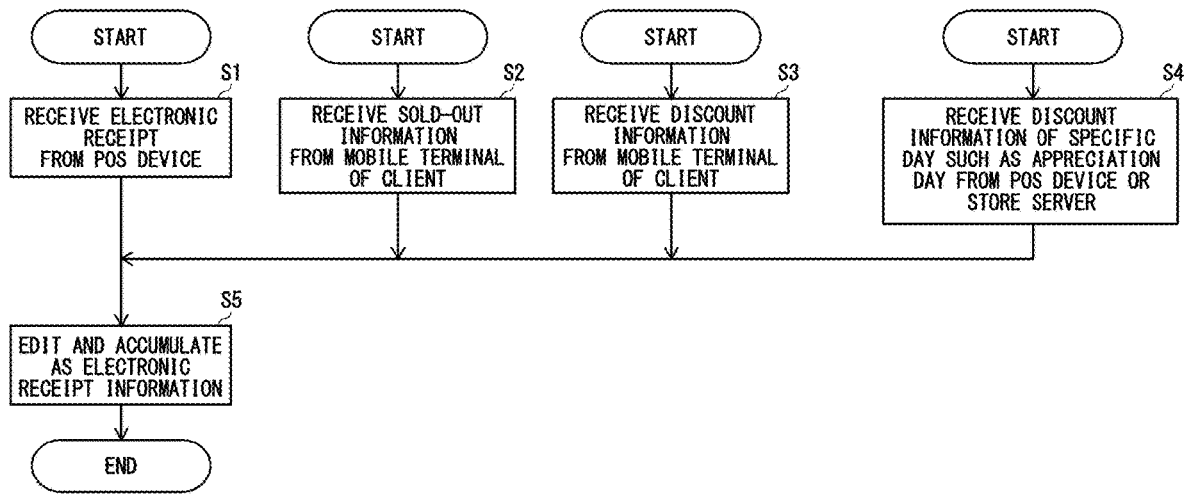 START
START
START
START
S1
RECEIVE ELECTRONIC
RECEIPT
FROM POS DEVICE
S2
RECEIVE SOLD-OUT
INFORMATION
FROM MOBILE TERMINAL
OF CLIENT
S3
RECEIVE DISCOUNT
INFORMATION
FROM MOBILE TERMINAL
OF CLIENT
S4
RECEIVE DISCOUNT
INFORMATION OF SPECIFIC
DAY SUCH AS APPRECIATION
DAY FROM POS DEVICE OR
STORE SERVER
S5
EDIT AND ACCUMULATE
AS ELECTRONIC
RECEIPT INFORMATION
END